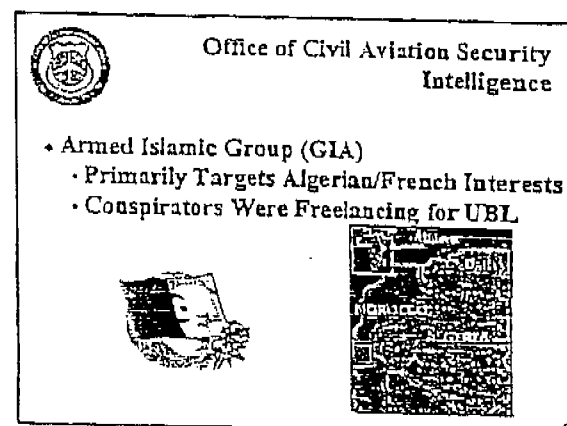 Office of Civil Aviation Security
Intelligence
• Armed Islamic Group (GIA)
• Primarily Targets Algerian/French Interests
• Conspirators Were Freelancing for UBL
MOROCCO